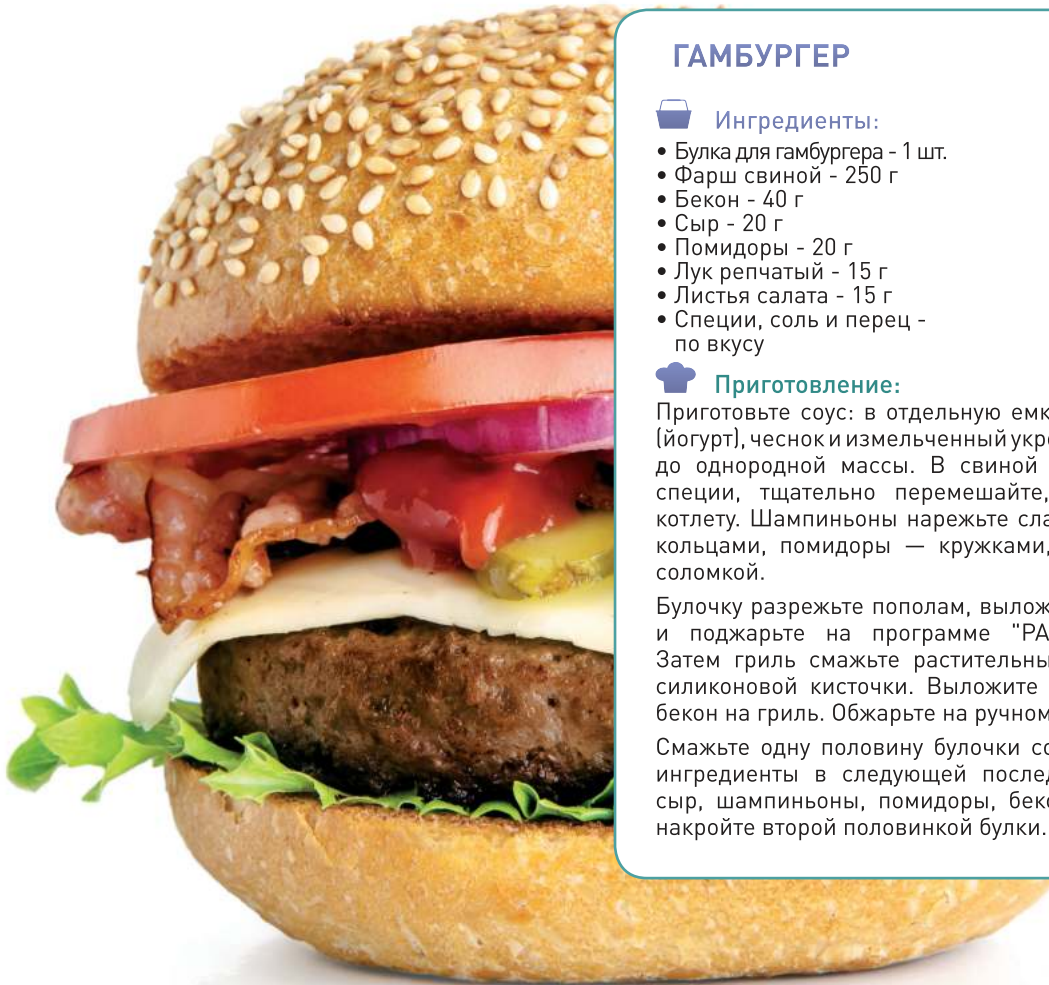 ГАМБУРГЕР
Ингредиенты:
• Булка для гамбургера - 1 шт.
• Фарш свиной - 250 г
• Бекон - 40 г
• Сыр - 20 г
• Помидоры - 20 г
• Лук репчатый - 15 г
• Листья салата - 15 г
• Специи, соль и перец -
по вкусу
Приготовление:
Приготовьте соус: в отдельную
(йогурт), чеснок и измельченный
до однородной массы. В свиной
специи, тщательно перемешайте,
котлету. Шампиньоны нарежьте
кольцами, помидоры — кружками,
соломкой.
Булочку разрежьте пополам,
и поджарьте на программе
Затем гриль смажьте
силиконовой кисточки. Выложите
бекон на гриль. Обжарьте на ручном
Смажьте одну половину булочки
ингредиенты в следующей
сыр, шампиньоны, помидоры,
накройте второй половинкой булки.